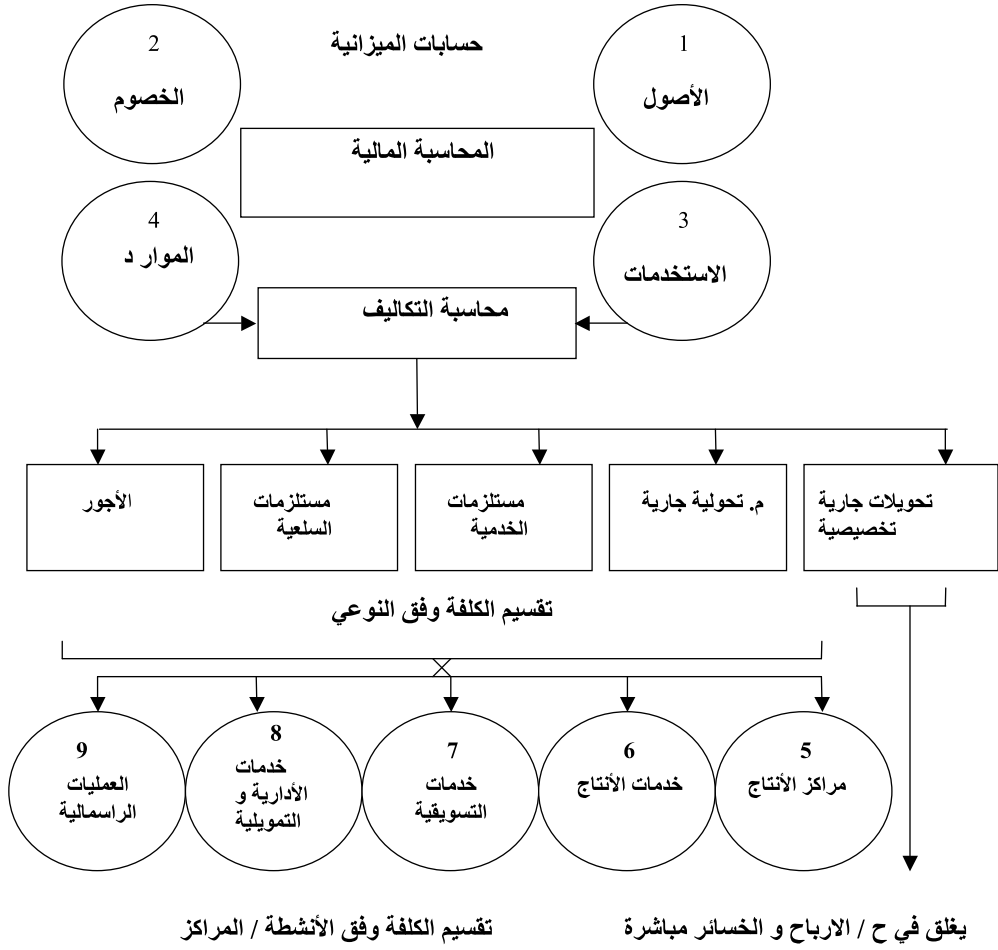 حسابات الميزانية
1
الأصول
2
الخصوم
المحاسبة المالية
3
الاستخدمات
4
الموار د
محاسبة التكاليف
تحويلات جارية
تخصيصية
م. تحولية جارية
مستلزمات
الخدمية
مستلزمات
السلعية
الأجور
تقسيم الكلفة وفق النوعي
5
مراكز الأنتاج
6
خدمات الأنتاج
7
خدمات
التسويقية
8
خدمات
الأدارية و
التمويلية
9
العمليات
الراسمالية
يغلق في ح / الارباح و الخسائر مباشرة
تقسيم الكلفة وفق الأنشطة / المراكز